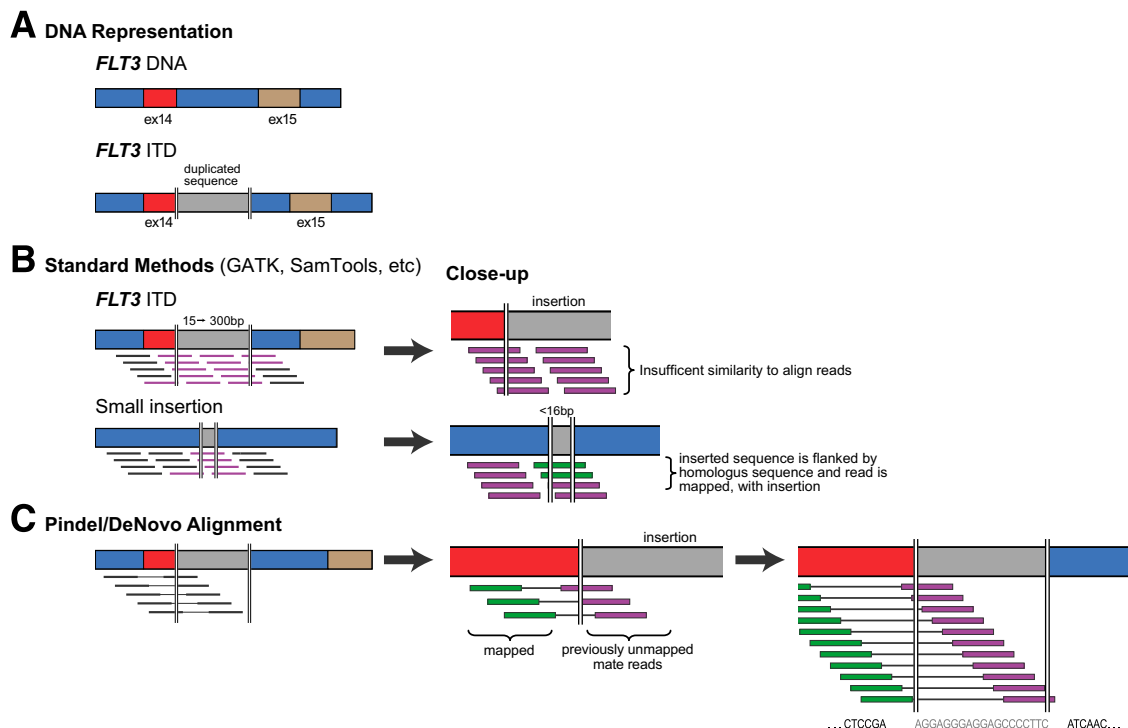 A DNA Representation
FLT3 DNA
ex14 ex15
FLT3 ITD
duplicated
sequence
ex14 ex15
B Standard Methods (GATK, SamTools, etc)
Close-up
FLT3 ITD
15→ 300bp
insertion
Insufficent similarity to align reads
Small insertion
<16bp
inserted sequence is flanked by
homologus sequence and read is
mapped, with insertion
C Pindel/DeNovo Alignment
insertion
mapped
previously unmapped
mate reads
...CTCCGA AGGAGGGAGGAGCCCCTTC ATCAAC...